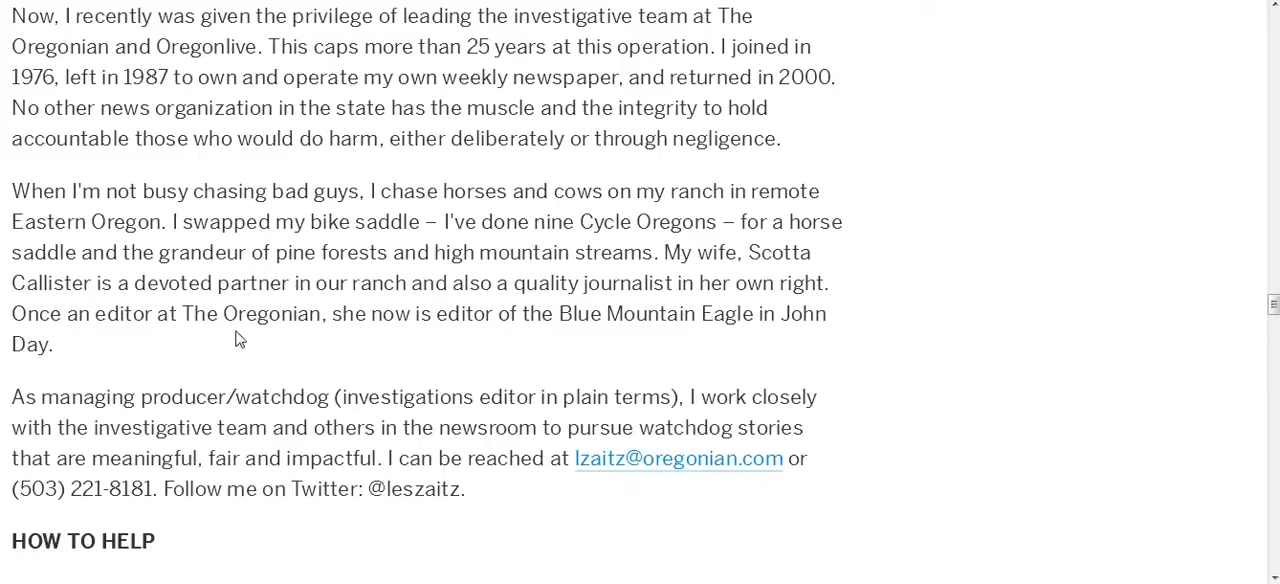 Now, I recently was given the privilege of leading the investigative team at The
Oregonian and Oregonlive. This caps more than 25 years at this operation. I joined in
1976, left in 1987 to own and operate my own weekly newspaper, and returned in 2000.
No other news organization in the state has the muscle and the integrity to hold
accountable those who would do harm, either deliberately or through negligence.
When I'm not busy chasing bad guys, I chase horses and cows on my ranch in remote
Eastern Oregon. I swapped my bike saddle – I've done nine Cycle Oregons – for a horse
saddle and the grandeur of pine forests and high mountain streams. My wife, Scotta
Callister is a devoted partner in our ranch and also a quality journalist in her own right.
Once an editor at The Oregonian, she now is editor of the Blue Mountain Eagle in John
Day.
As managing producer/watchdog (investigations editor in plain terms), I work closely
with the investigative team and others in the newsroom to pursue watchdog stories
that are meaningful, fair and impactful. I can be reached at lzaitz@oregonian.com or
(503) 221-8181. Follow me on Twitter: @leszaitz.
HOW TO HELP